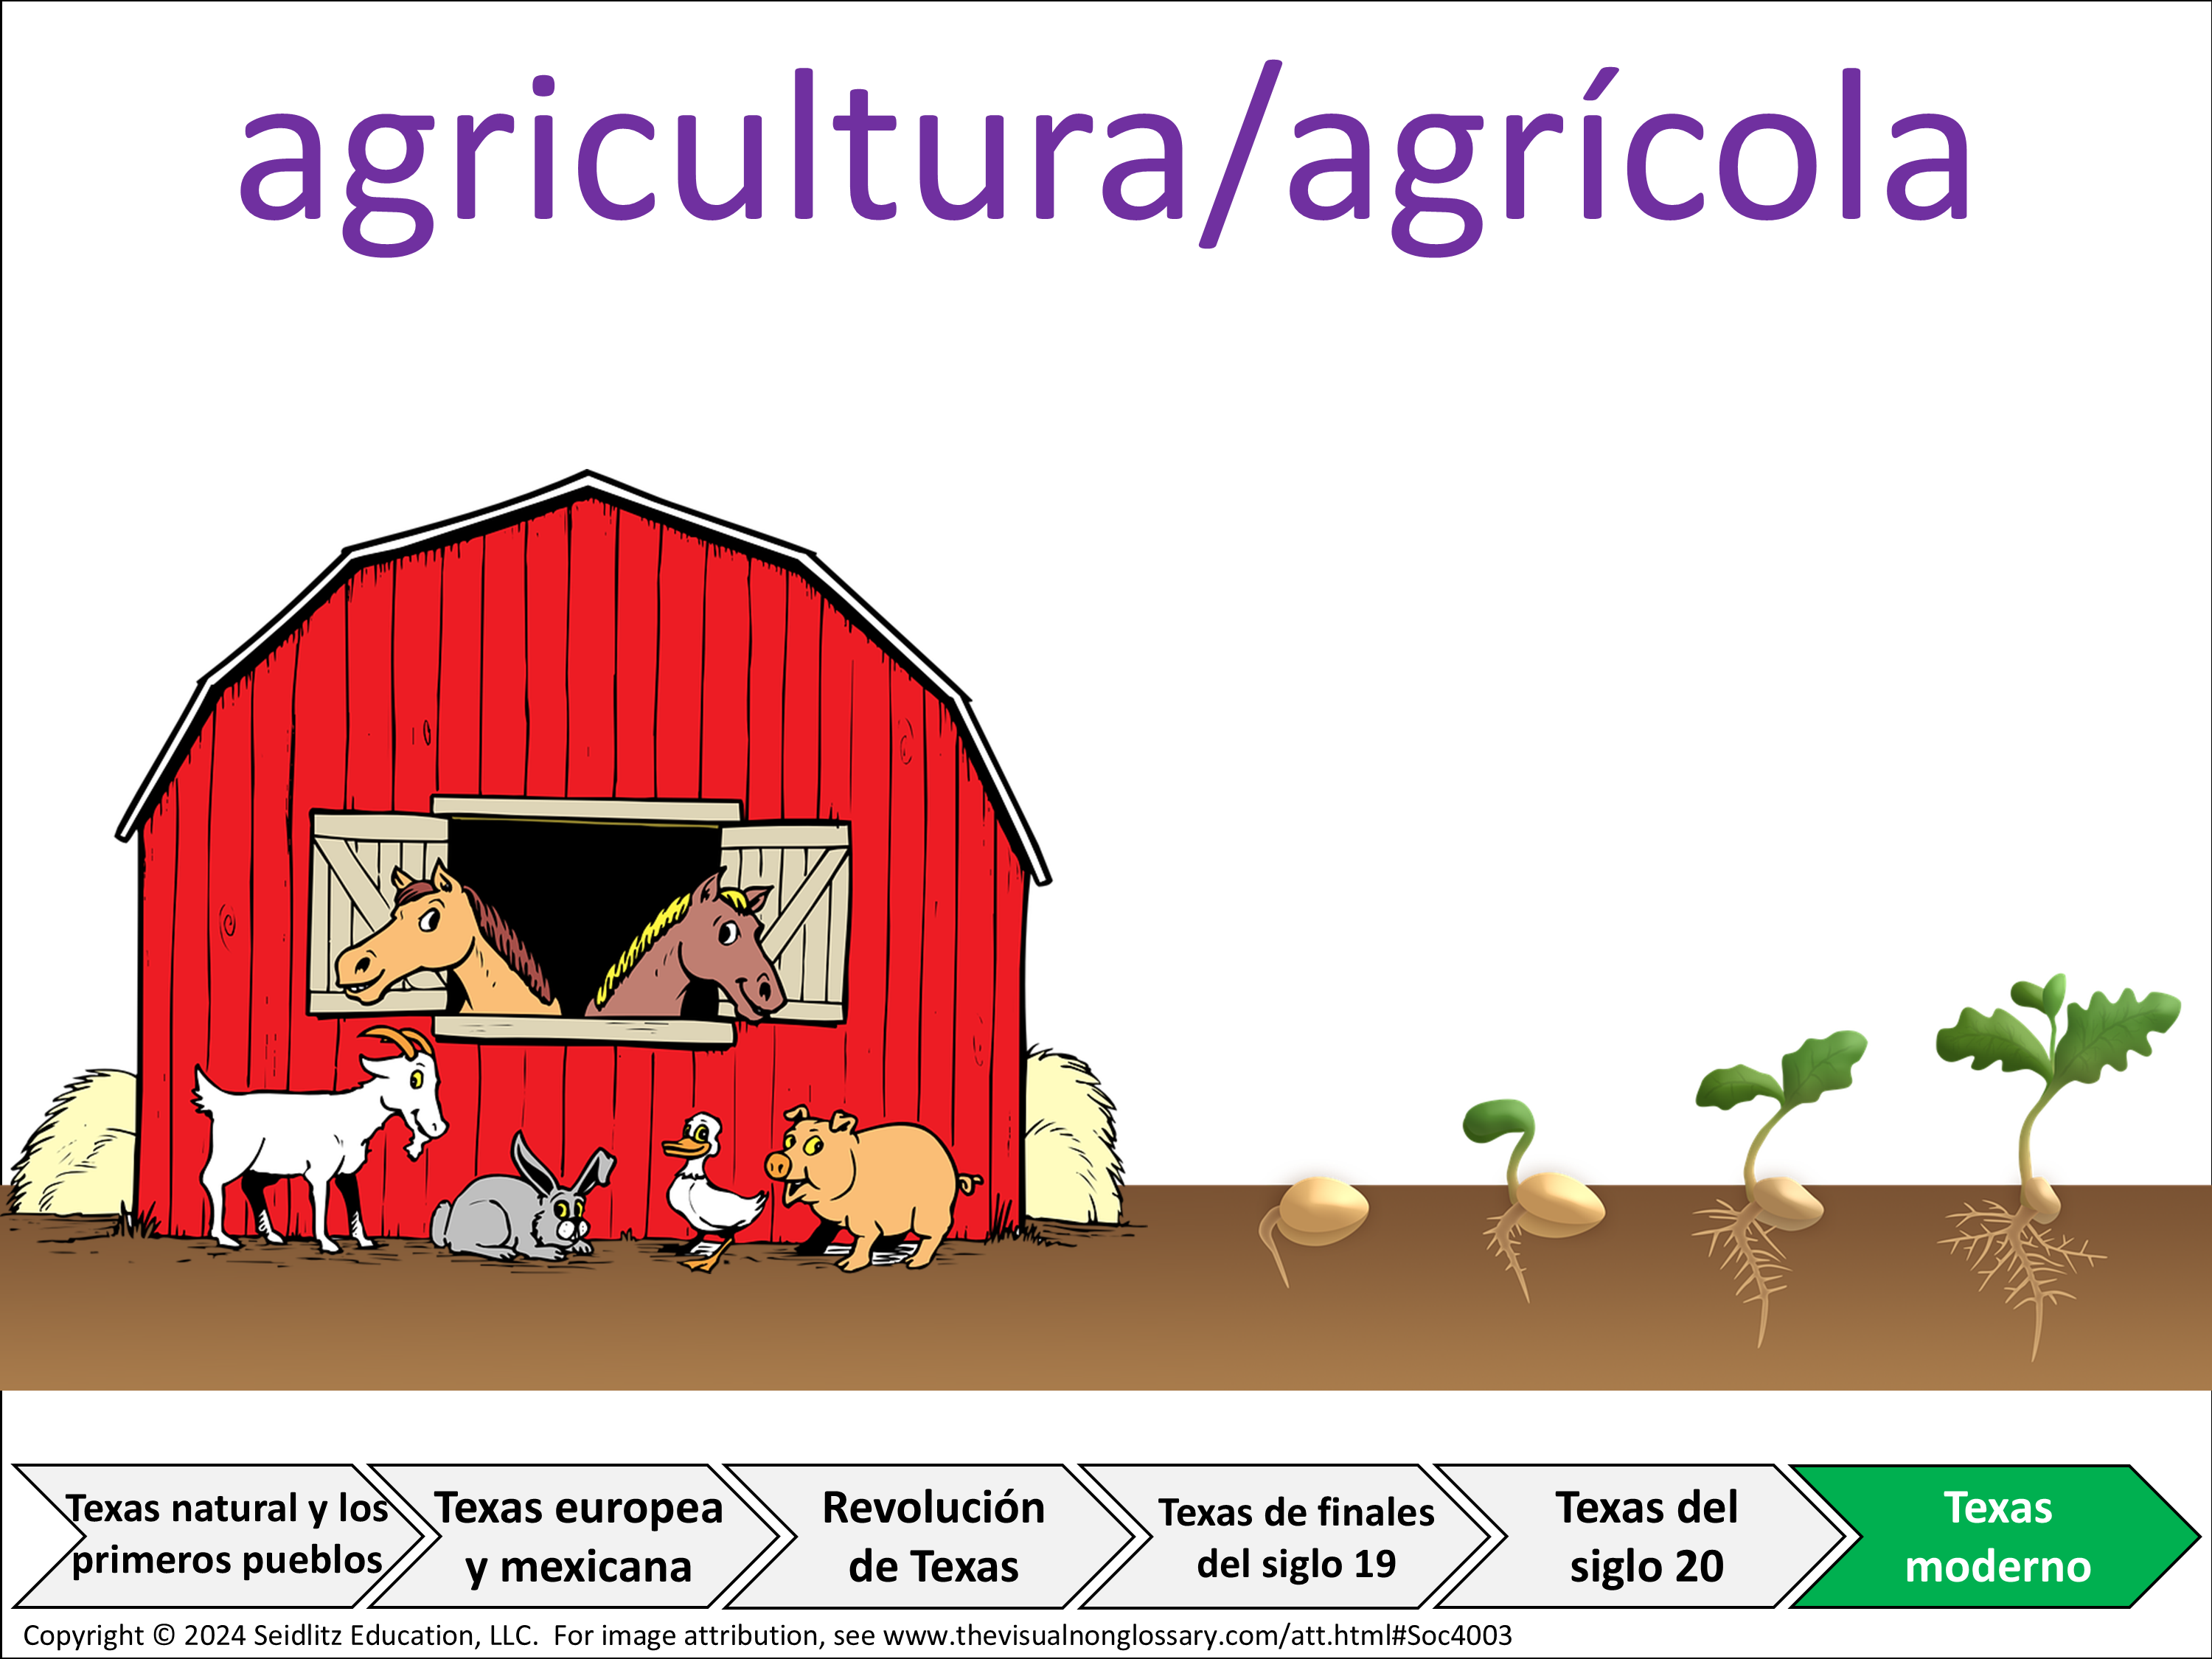 agricultura/agrícola
Texas natural y los
primeros pueblos
Texas europea
y mexicana
Revolución
de Texas
Texas de finales
del siglo 19
Texas del
siglo 20
Texas
moderno
Copyright © 2024 Seidlitz Education, LLC.  For image attribution, see www.thevisualnonglossary.com/att.html#Soc4003